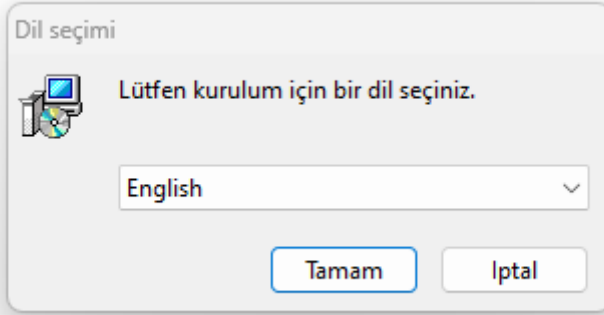 Dil seçimi
Lütfen kurulum için bir dil seçiniz.
English
Tamam
Iptal